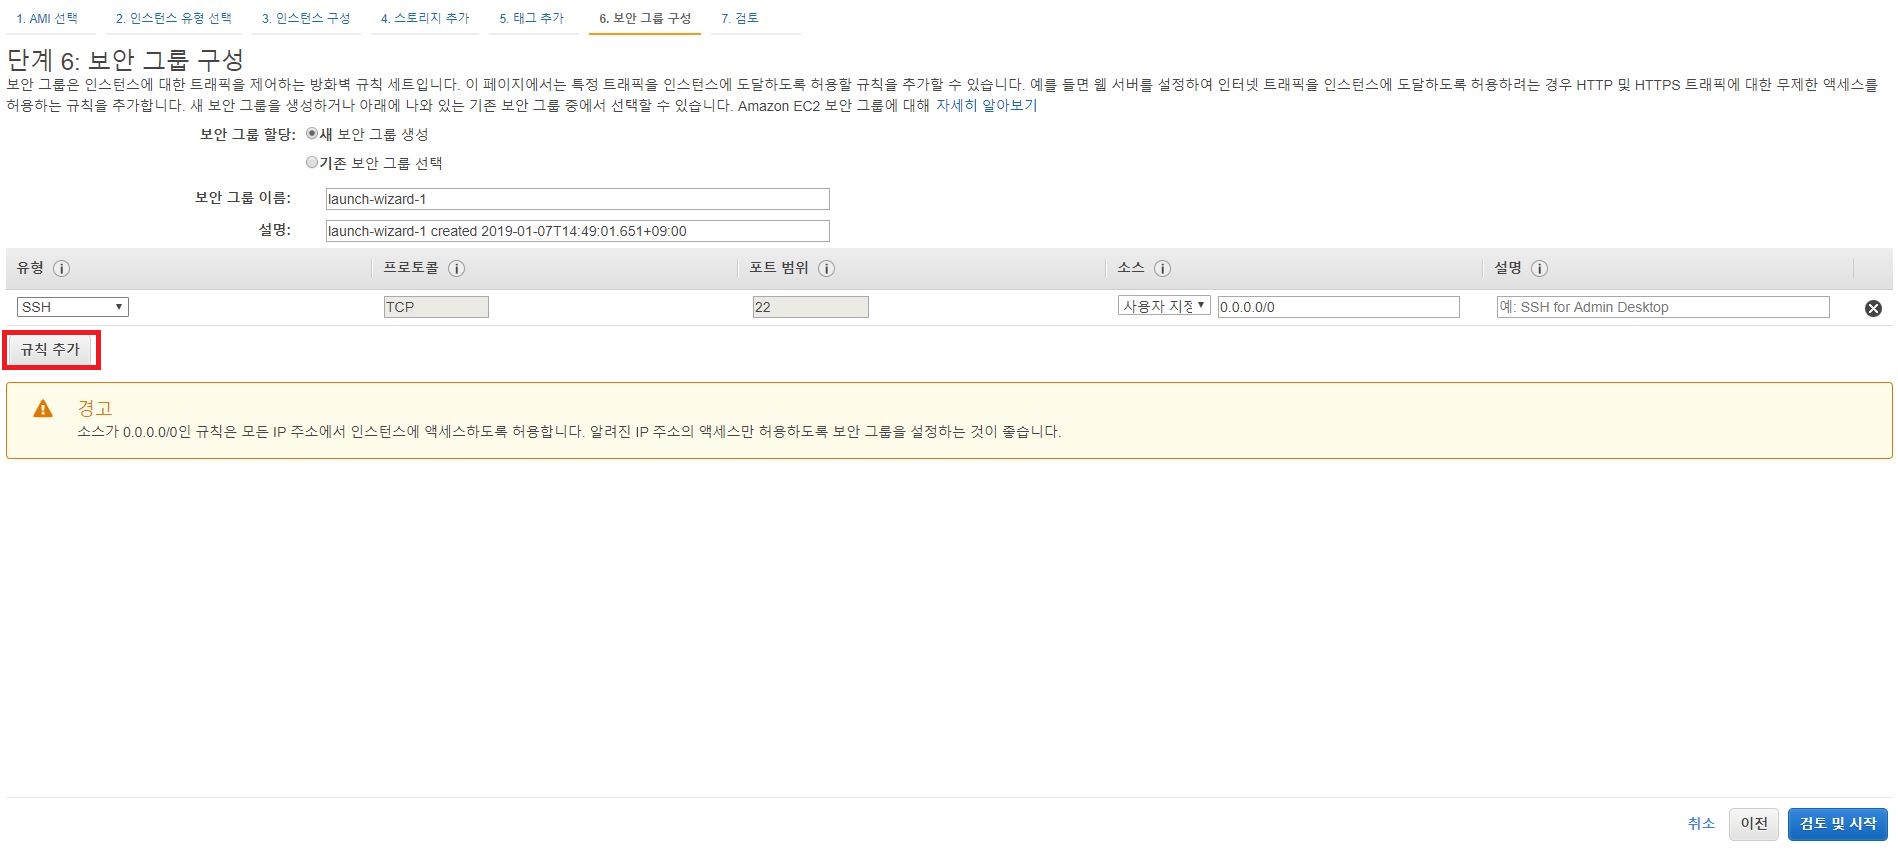 1. AMI 선택 2. 인스턴스 유형 선택 3. 인스턴스 구성 4. 스토리지 추가 5. 태그 추가 6. 보안 그룹 구성 7. 검토
단계 6: 보안 그룹 구성
보안 그룹은 인스턴스에 대한 트래픽을 제어하는 방화벽 규칙 세트입니다. 이 페이지에서는 특정 트래픽을 인스턴스에 도달하도록 허용할 규칙을 추가할 수 있습니다. 예를 들면 웹 서버를 설정하여 인터넷 트래픽을 인스턴스에 도달하도록 허용하려는 경우 HTTP 및 HTTPS 트래픽에 대한 무제한 액세스를
허용하는 규칙을 추가합니다. 새 보안 그룹을 생성하거나 아래에 나와 있는 기존 보안 그룹 중에서 선택할 수 있습니다. Amazon EC2 보안 그룹에 대해 자세히 알아보기
보안 그룹 할당: 새 보안 그룹 생성
기존 보안 그룹 선택
보안 그룹 이름: launch-wizard-1
설명: launch-wizard-1 created 2019-01-07T14:49:01.651+09:00
유형 프로토콜 포트 범위 소스 설명
SSH TCP 22 사용자 지정 0.0.0.0/0 예: SSH for Admin Desktop
규칙 추가
경고
소스가 0.0.0.0/0인 규칙은 모든 IP 주소에서 인스턴스에 액세스하도록 허용합니다. 알려진 IP 주소의 액세스만 허용하도록 보안 그룹을 설정하는 것이 좋습니다.
취소 이전 검토 및 시작